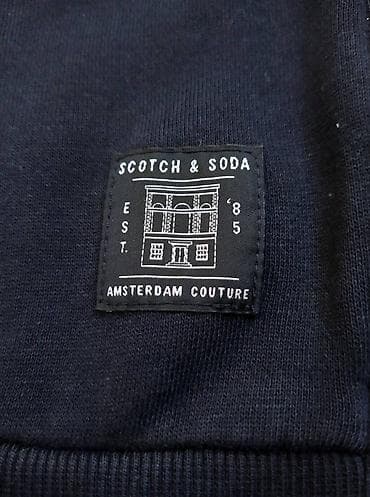 SCOTCH & SODA
EST. '85
AMSTERDAM COUTURE